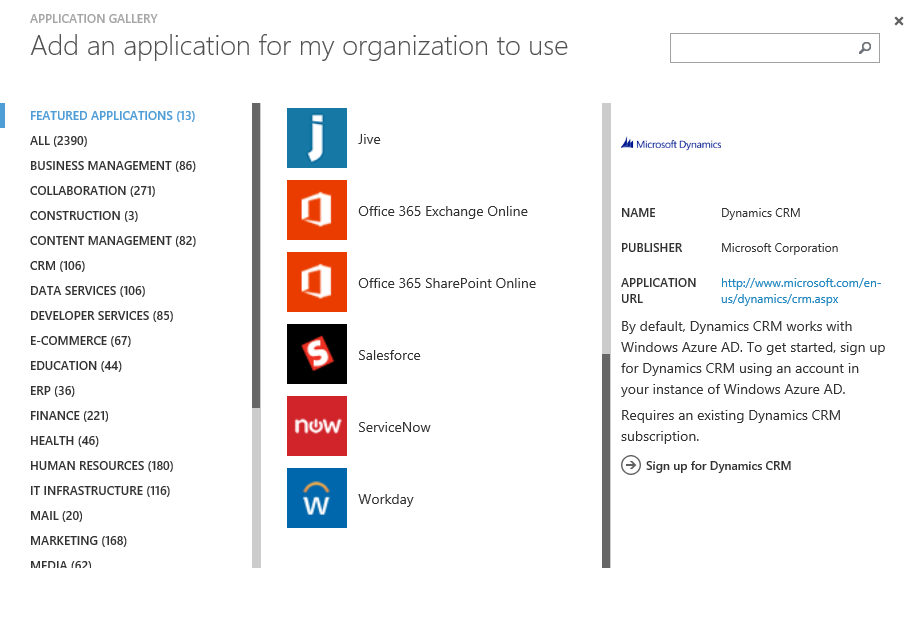 APPLICATION GALLERY
Add an application for my organization to use
FEATURED APPLICATIONS (13)
ALL (2390)
BUSINESS MANAGEMENT (86)
COLLABORATION (271)
CONSTRUCTION (3)
CONTENT MANAGEMENT (82)
CRM (106)
DATA SERVICES (106)
DEVELOPER SERVICES (85)
E-COMMERCE (67)
EDUCATION (44)
ERP (36)
FINANCE (221)
HEALTH (46)
HUMAN RESOURCES (180)
IT INFRASTRUCTURE (116)
MAIL (20)
MARKETING (168)
MEDIA (62)
j Jive
Office 365 Exchange Online
Office 365 SharePoint Online
S Salesforce
now ServiceNow
w Workday
Microsoft Dynamics
NAME Dynamics CRM
PUBLISHER Microsoft Corporation
APPLICATION http://www.microsoft.com/en-
URL us/dynamics/crm.aspx
By default, Dynamics CRM works with
Windows Azure AD. To get started, sign up
for Dynamics CRM using an account in
your instance of Windows Azure AD.
Requires an existing Dynamics CRM
subscription.
Sign up for Dynamics CRM